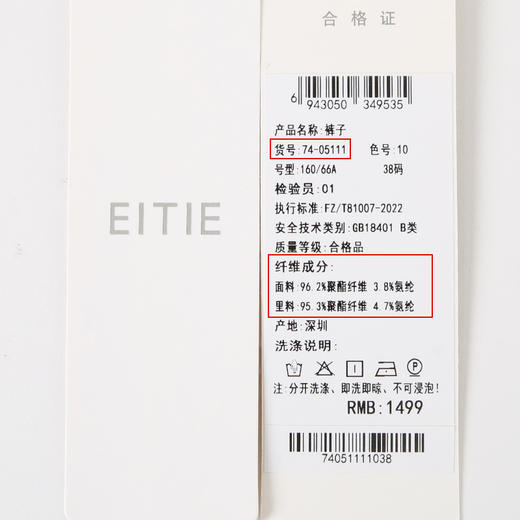 合格证
6 943050 349535
产品名称:裤子
货号:74-05111 色号:10
号型:160/66A 38码
检验员:01
执行标准:FZ/T81007-2022
安全技术类别:GB18401 B类
质量等级:合格品
纤维成分:
面料:96.2%聚酯纤维 3.8%氨纶
里料:95.3%聚酯纤维 4.7%氨纶
产地:深圳
洗涤说明:
注:分开洗涤、即洗即晾、不可浸泡!
RMB:1499
74051111038
EITIE